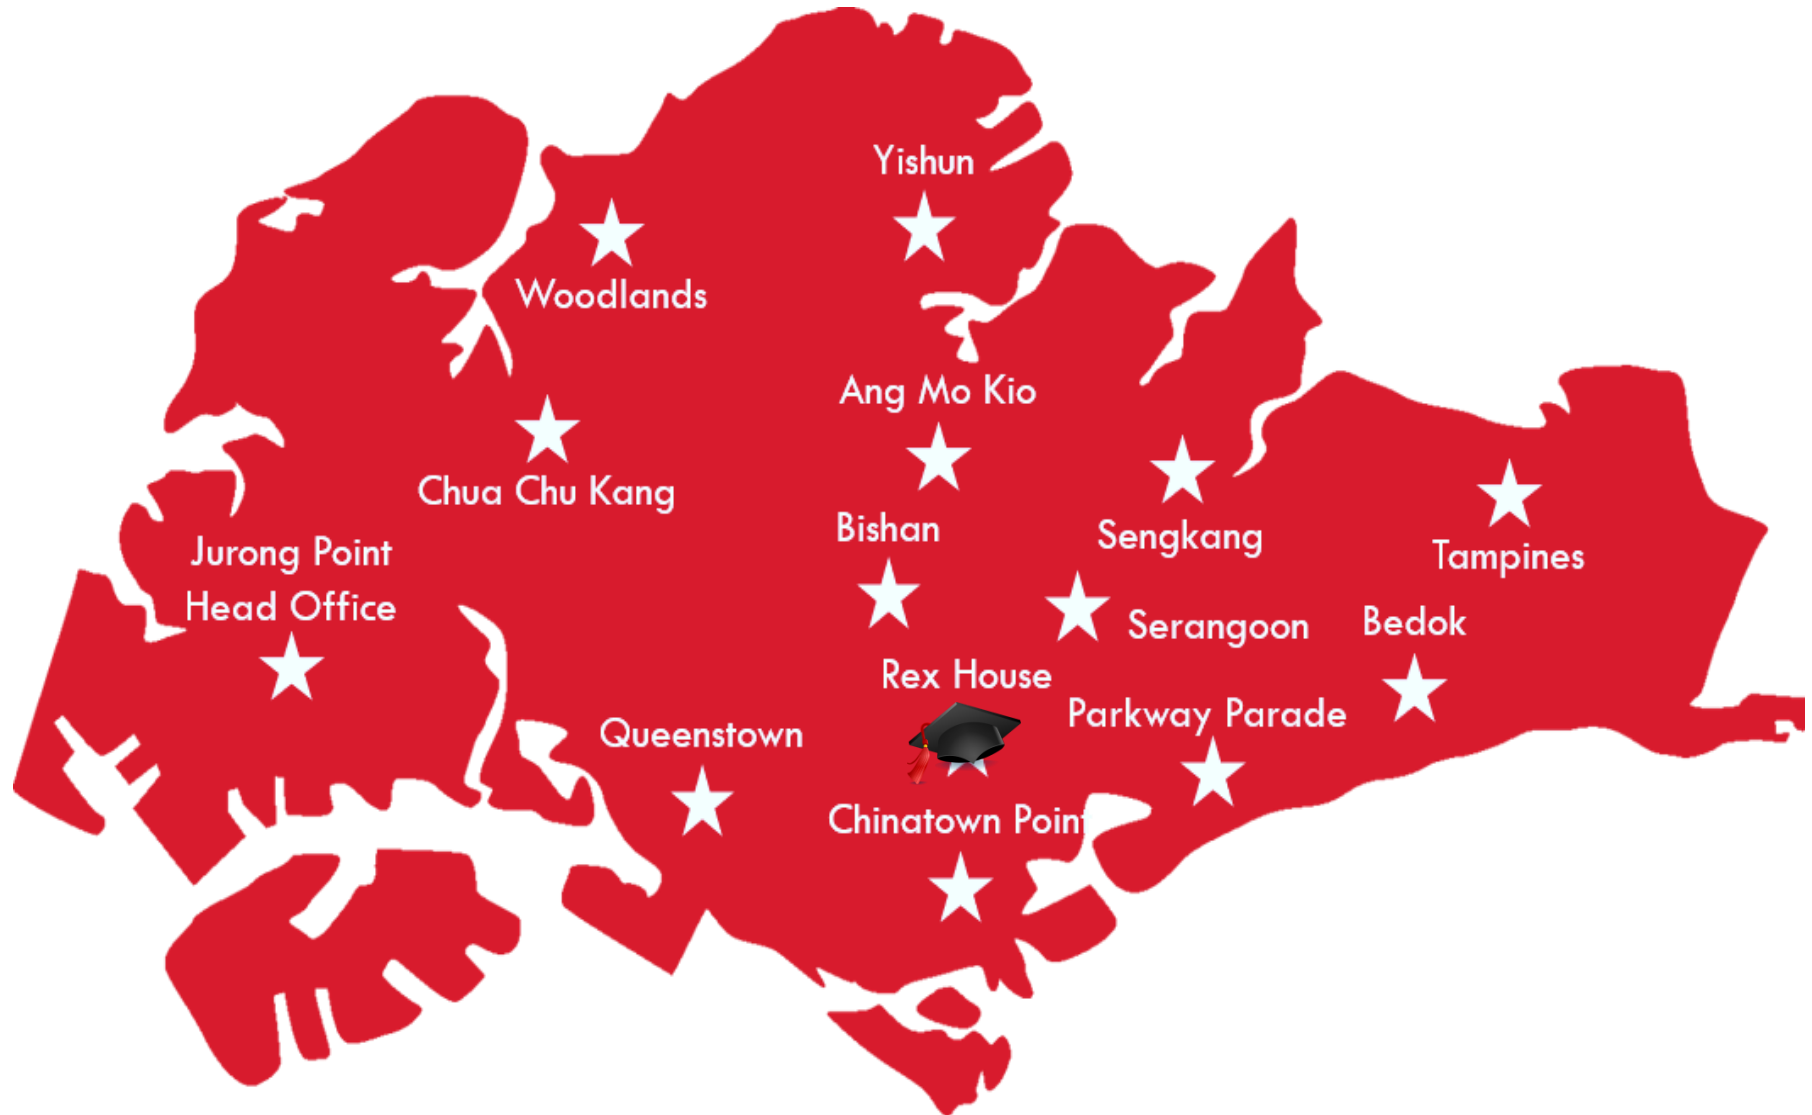 Yishun
Woodlands
Ang Mo Kio
Chua Chu Kang
Bishan
Sengkang
Jurong Point
Head Office
Tampines
Serangoon
Bedok
Rex House
Parkway Parade
Queenstown
Chinatown Point